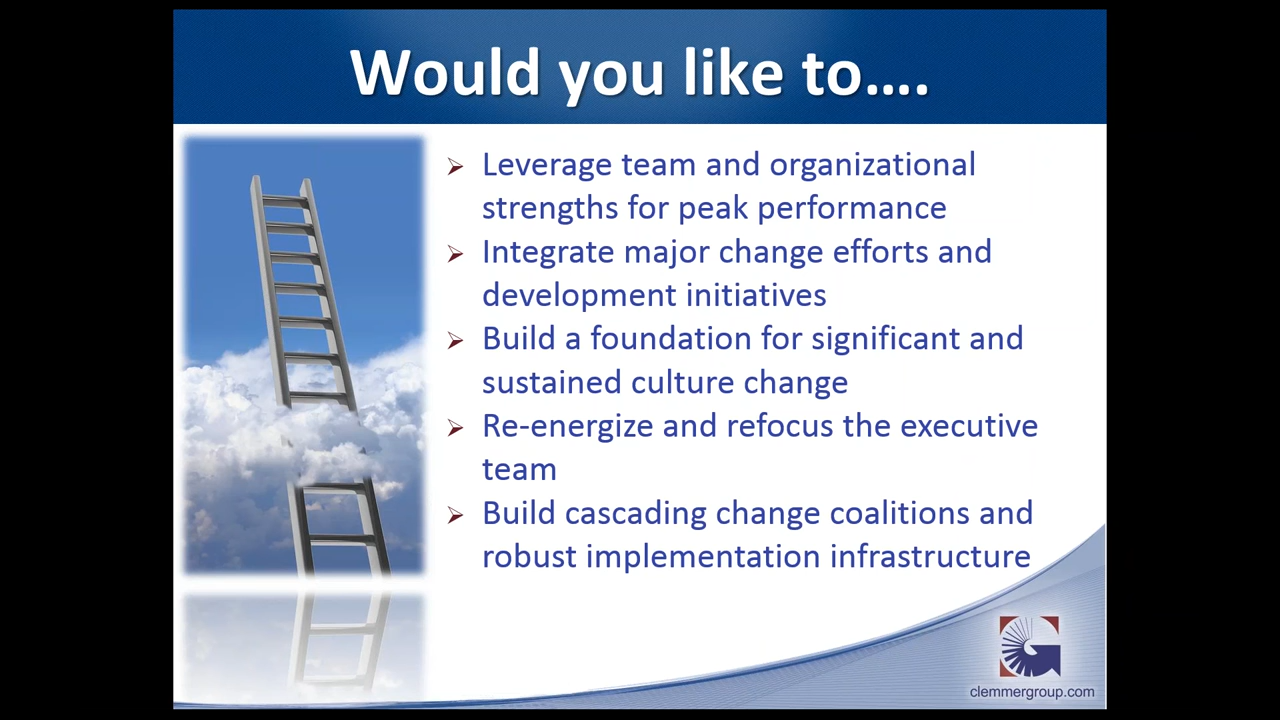 Would you like to....
Leverage team and organizational
strengths for peak performance
Integrate major change efforts and
development initiatives
Build a foundation for significant and
sustained culture change
Re-energize and refocus the executive
team
Build cascading change coalitions and
robust implementation infrastructure
clemmergroup.com